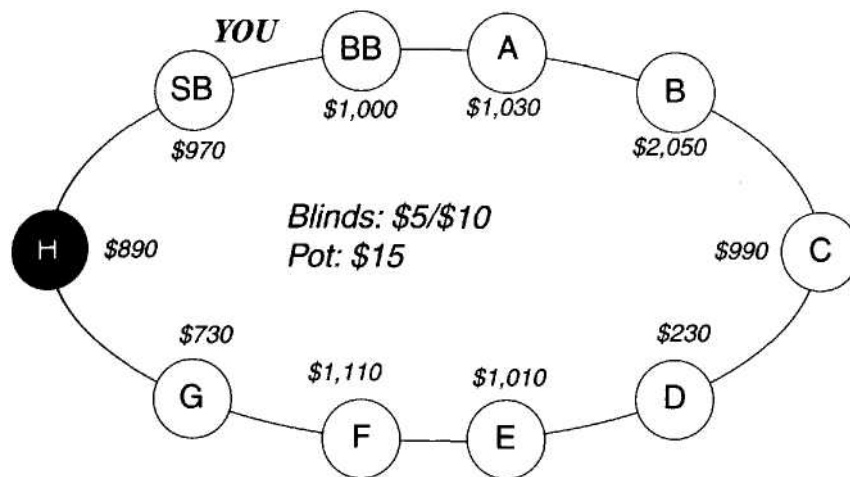 YOU
SB
BB
A
B
$970
$1,000
$1,030
$2,050
H
$890
Blinds: $5/$10
Pot: $15
$990
C
$730
$1,110
$1,010
$230
G
F
E
D